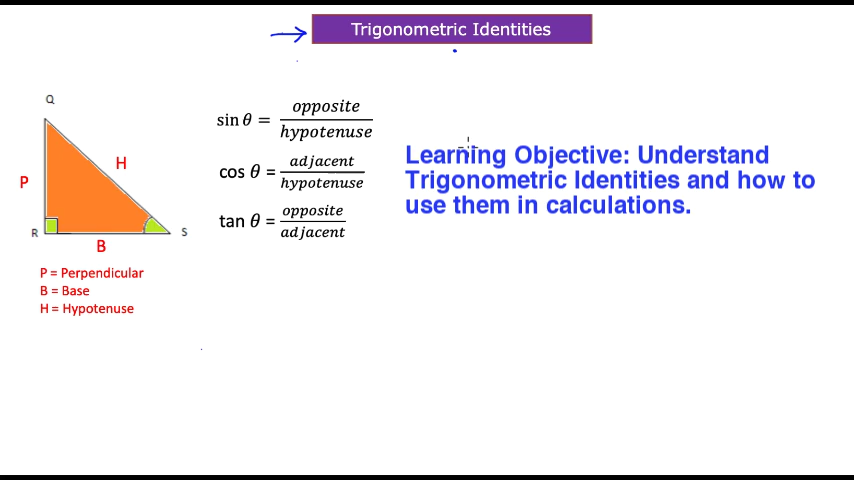 Trigonometric Identities
Q
H
P
R
S
B
P = Perpendicular
B = Base
H = Hypotenuse
sin θ = opposite / hypotenuse
cos θ = adjacent / hypotenuse
tan θ = opposite / adjacent
Learning Objective: Understand
Trigonometric Identities and how to
use them in calculations.